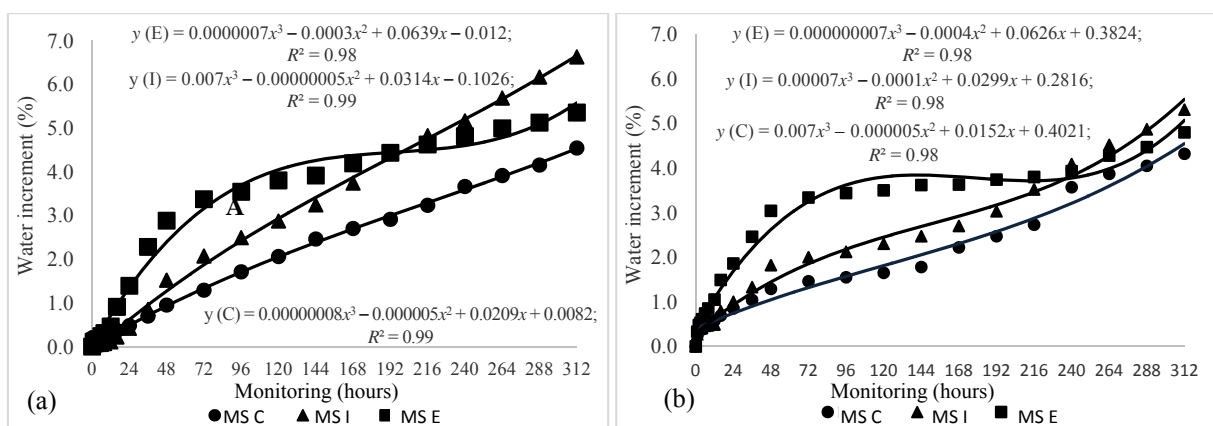 y (E) = 0.0000007x³ − 0.0003x² + 0.0639x − 0.012;
R² = 0.98
y (I) = 0.007x³ − 0.00000005x² + 0.0314x − 0.1026;
R² = 0.99
A
y (C) = 0.00000008x³ − 0.000005x² + 0.0209x + 0.0082;
R² = 0.99
Water increment (%)
7.0
6.0
5.0
4.0
3.0
2.0
1.0
0.0
0 24 48 72 96 120 144 168 192 216 240 264 288 312
Monitoring (hours)
(a)
MS C MS I MS E
y (E) = 0.000000007x³ − 0.0004x² + 0.0626x + 0.3824;
R² = 0.98
y (I) = 0.00007x³ − 0.0001x² + 0.0299x + 0.2816;
R² = 0.98
y (C) = 0.007x³ − 0.000005x² + 0.0152x + 0.4021;
R² = 0.98
Water increment (%)
7.0
6.0
5.0
4.0
3.0
2.0
1.0
0.0
0 24 48 72 96 120 144 168 192 216 240 264 288 312
Monitoring (hours)
(b)
MS C MS I MS E